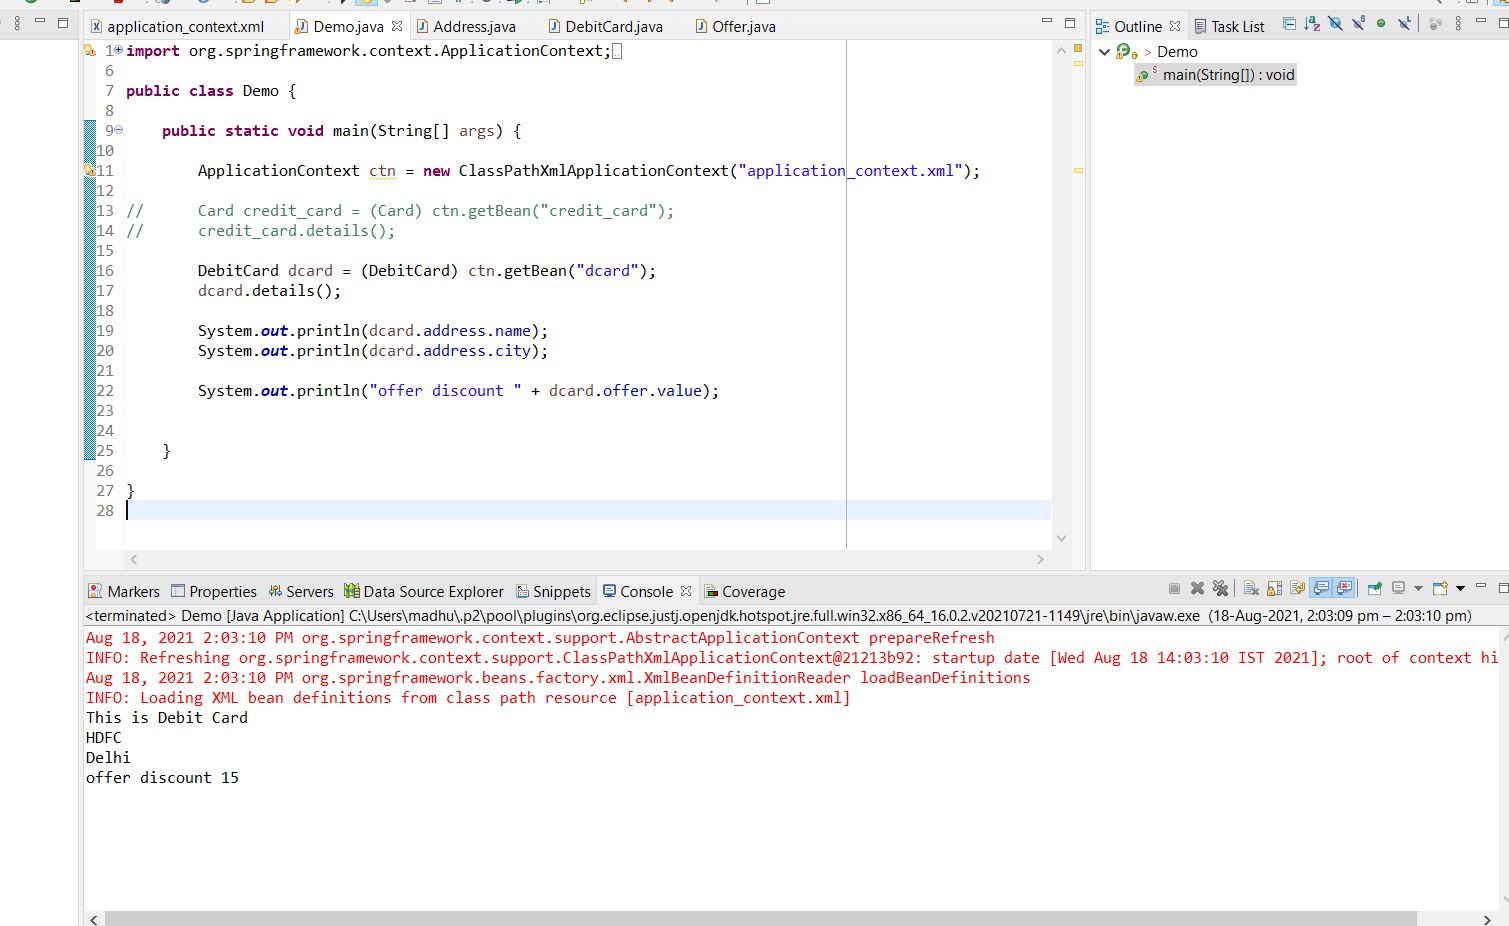 application_context.xml Demo.java Address.java DebitCard.java Offer.java
Outline Task List
1 import org.springframework.context.ApplicationContext;
6
7 public class Demo {
8
9 public static void main(String[] args) {
10
11 ApplicationContext ctn = new ClassPathXmlApplicationContext("application_context.xml");
12
13 // Card credit_card = (Card) ctn.getBean("credit_card");
14 // credit_card.details();
15
16 DebitCard dcard = (DebitCard) ctn.getBean("dcard");
17 dcard.details();
18
19 System.out.println(dcard.address.name);
20 System.out.println(dcard.address.city);
21
22 System.out.println("offer discount " + dcard.offer.value);
23
24
25 }
26
27 }
28
> Demo
main(String[]) : void
Markers Properties Servers Data Source Explorer Snippets Console Coverage
<terminated> Demo [Java Application] C:\Users\madhu\.p2\pool\plugins\org.eclipse.justj.openjdk.hotspot.jre.full.win32.x86_64_16.0.2.v20210721-1149\jre\bin\javaw.exe (18-Aug-2021, 2:03:09 pm – 2:03:10 pm)
Aug 18, 2021 2:03:10 PM org.springframework.context.support.AbstractApplicationContext prepareRefresh
INFO: Refreshing org.springframework.context.support.ClassPathXmlApplicationContext@21213b92: startup date [Wed Aug 18 14:03:10 IST 2021]; root of context hi
Aug 18, 2021 2:03:10 PM org.springframework.beans.factory.xml.XmlBeanDefinitionReader loadBeanDefinitions
INFO: Loading XML bean definitions from class path resource [application_context.xml]
This is Debit Card
HDFC
Delhi
offer discount 15